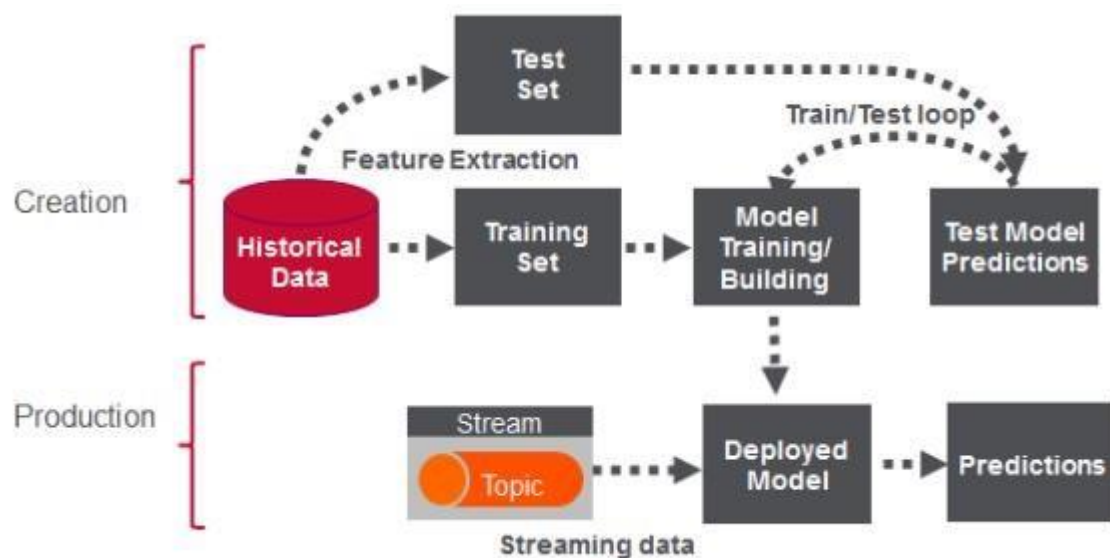 Test
Set
Train/Test loop
Feature Extraction
Creation
Historical
Data
Training
Set
Model
Training/
Building
Test Model
Predictions
Production
Stream
Topic
Deployed
Model
Predictions
Streaming data